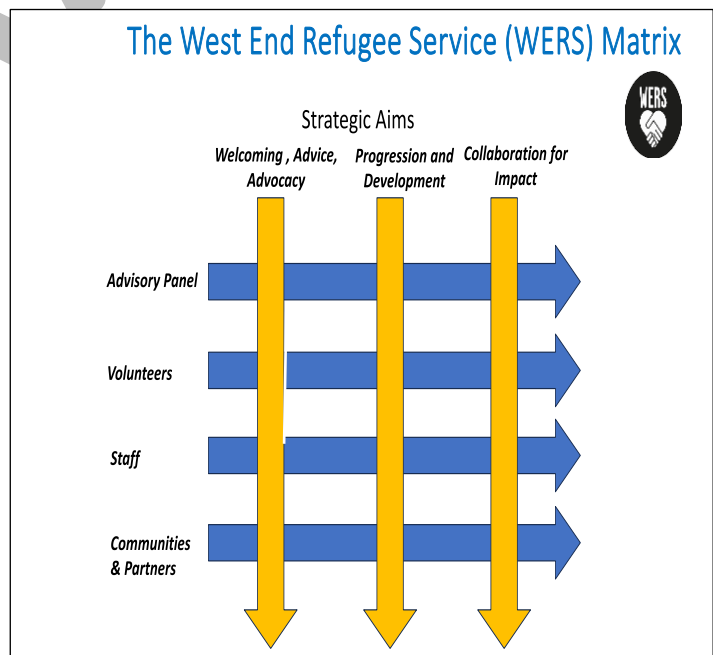 The West End Refugee Service (WERS) Matrix
WERS
Strategic Aims
Welcoming , Advice,
Advocacy
Progression and
Development
Collaboration for
Impact
Advisory Panel
Volunteers
Staff
Communities
& Partners